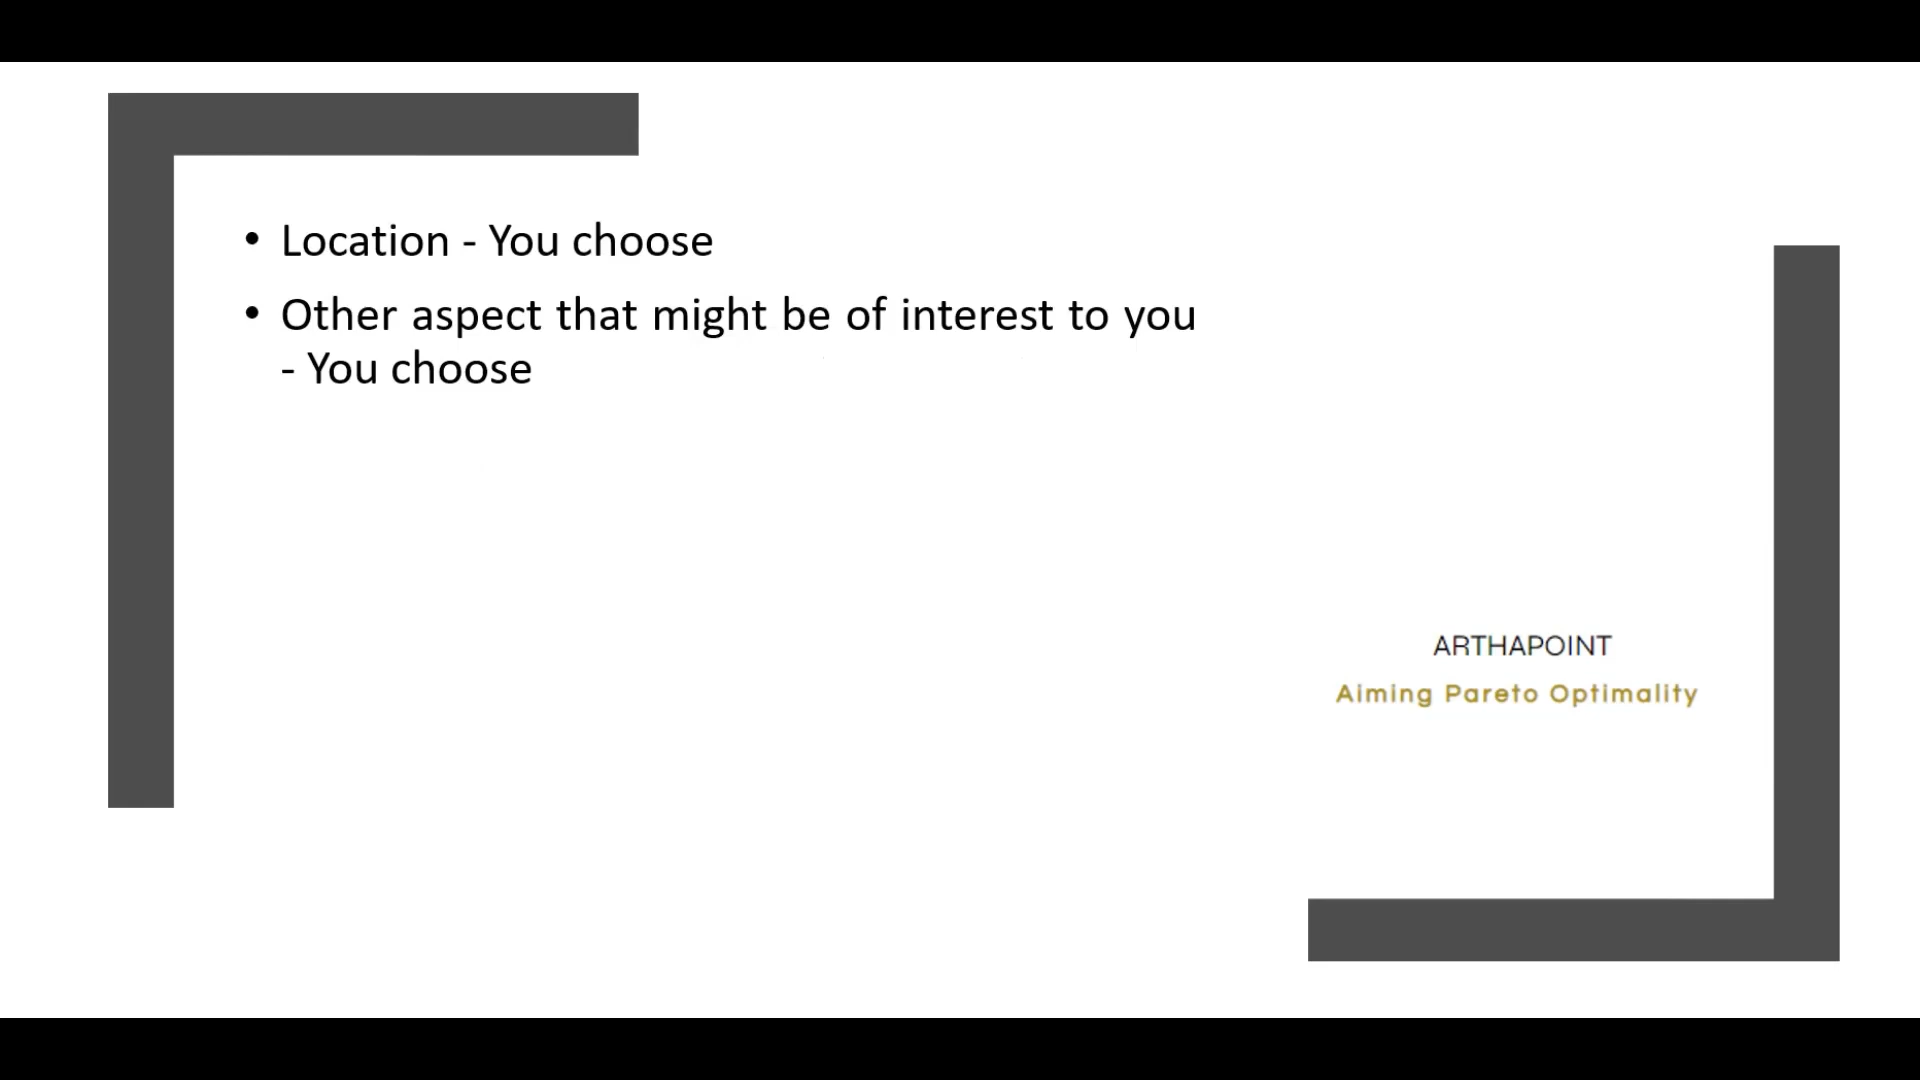 • Location - You choose
• Other aspect that might be of interest to you
- You choose
ARTHAPOINT
Aiming Pareto Optimality